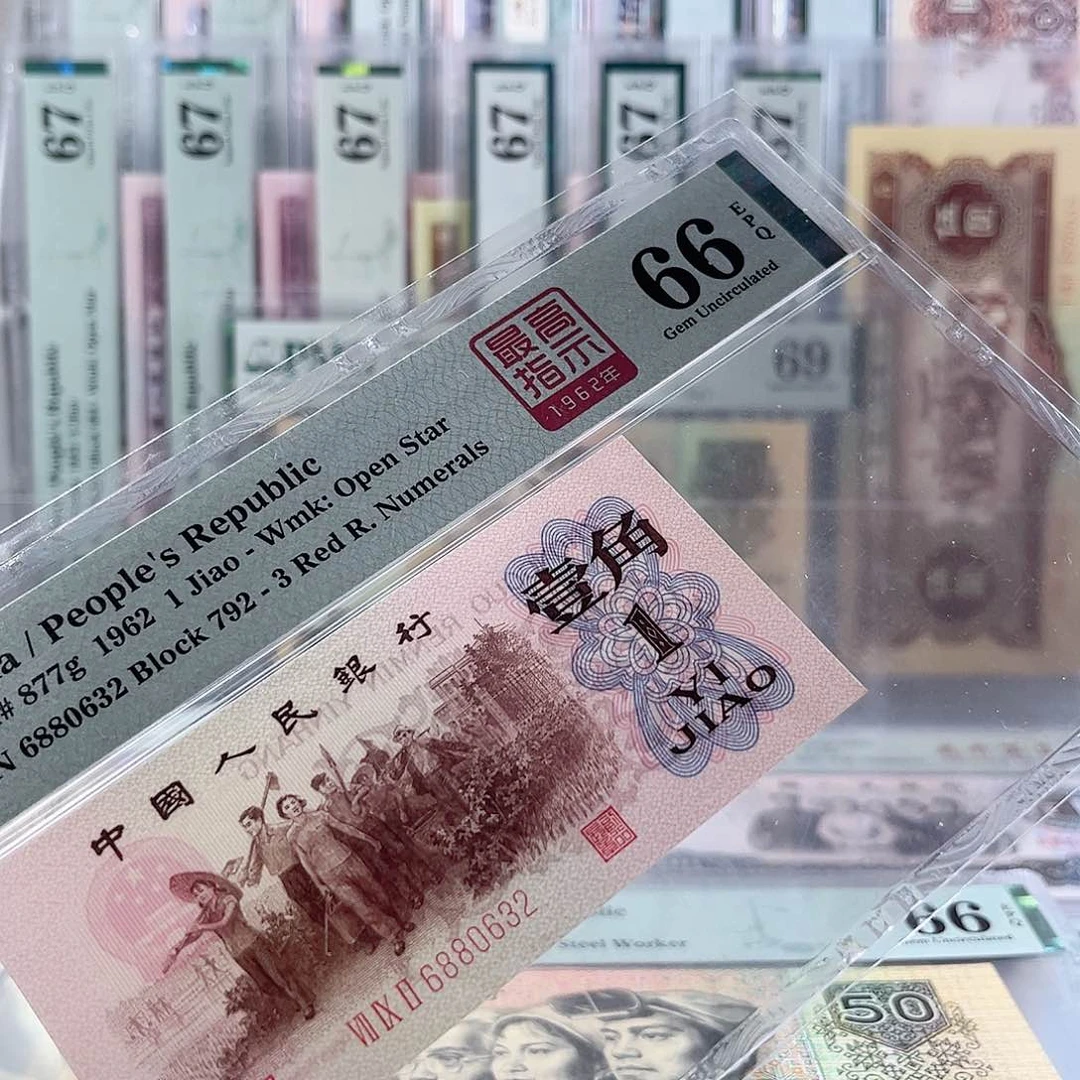 67
67
67
67
67
69
66
EPQ
Gem Uncirculated
最高
指示
1962年
a / People's Republic
# 877g 1962 1 Jiao - Wmk: Open Star
N 6880632 Block 792 - 3 Red R. Numerals
中國人民銀行
壹角
1
YI
JIAO
VII IX II 6880632
66
Steel Worker
50